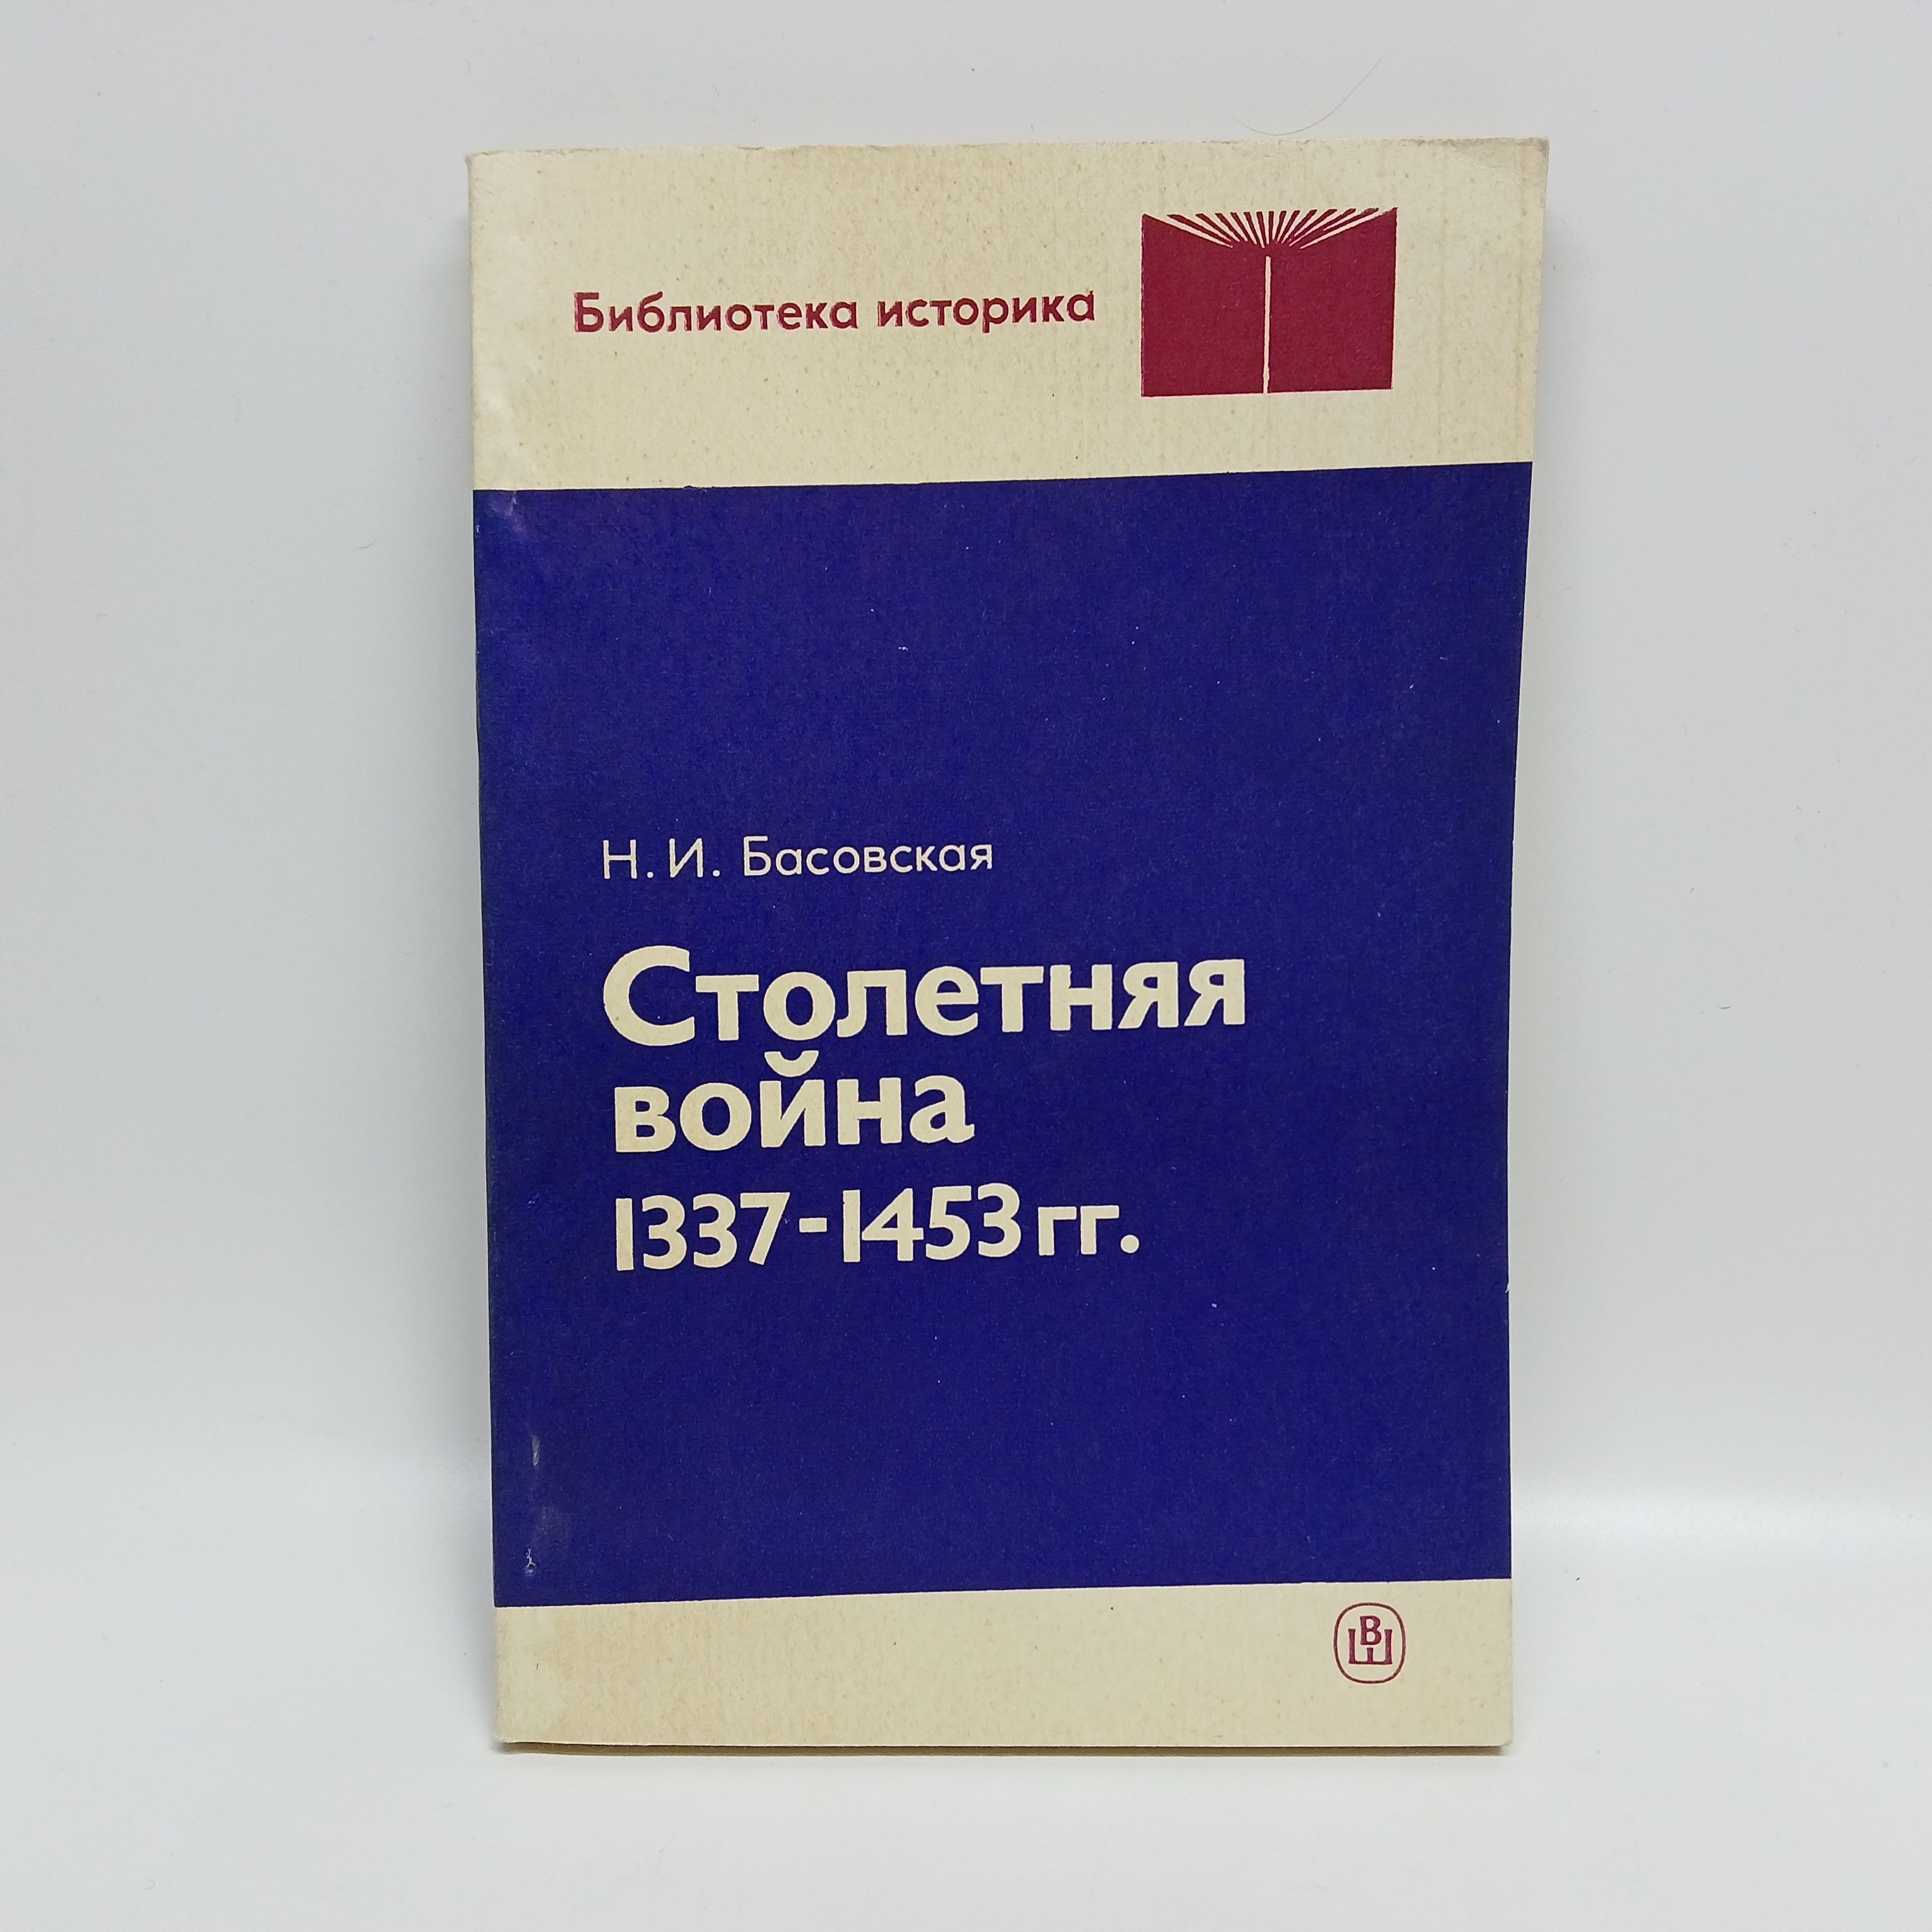 Библиотека историка
Н. И. Басовская
Столетняя
война
1337-1453 гг.
ВШ